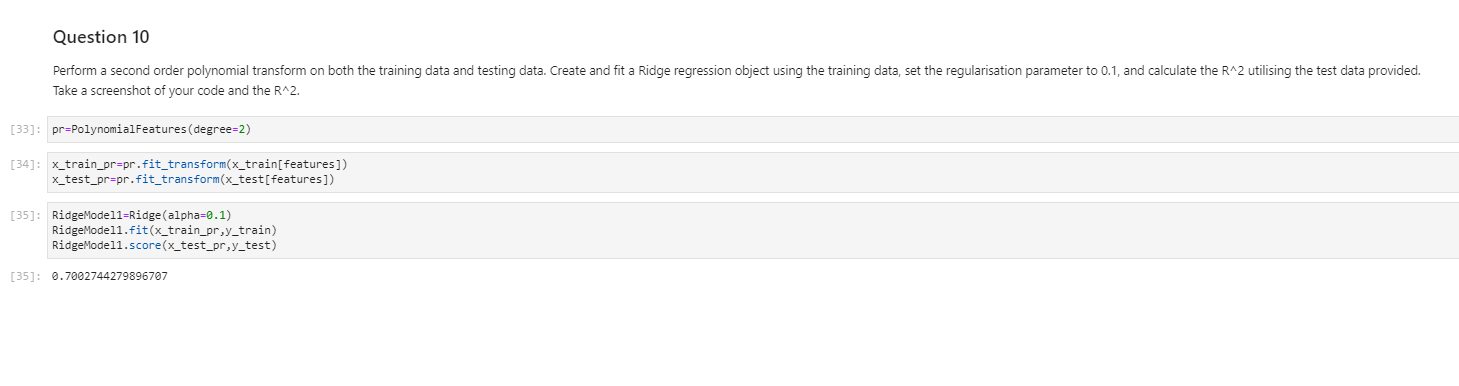 Question 10
Perform a second order polynomial transform on both the training data and testing data. Create and fit a Ridge regression object using the training data, set the regularisation parameter to 0.1, and calculate the R^2 utilising the test data provided.
Take a screenshot of your code and the R^2.
[33]: pr=PolynomialFeatures(degree=2)
[34]: x_train_pr=pr.fit_transform(x_train[features])
x_test_pr=pr.fit_transform(x_test[features])
[35]: RidgeModel1=Ridge(alpha=0.1)
RidgeModel1.fit(x_train_pr,y_train)
RidgeModel1.score(x_test_pr,y_test)
[35]: 0.7002744279896707